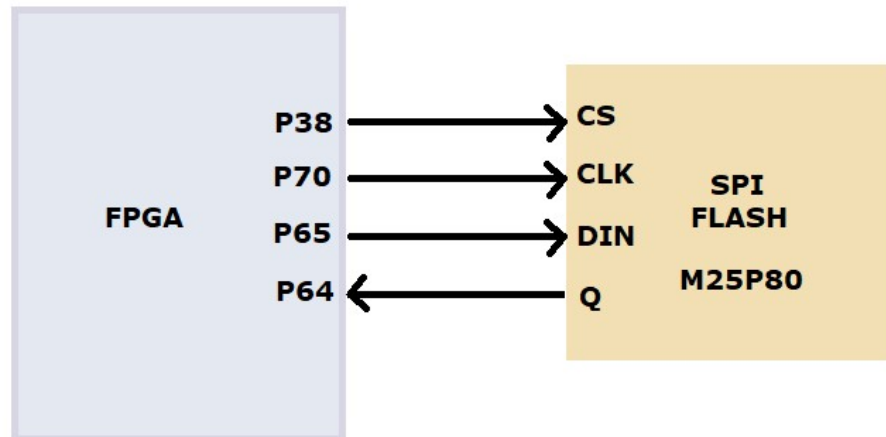 FPGA
P38
P70
P65
P64
CS
CLK
DIN
Q
SPI
FLASH
M25P80